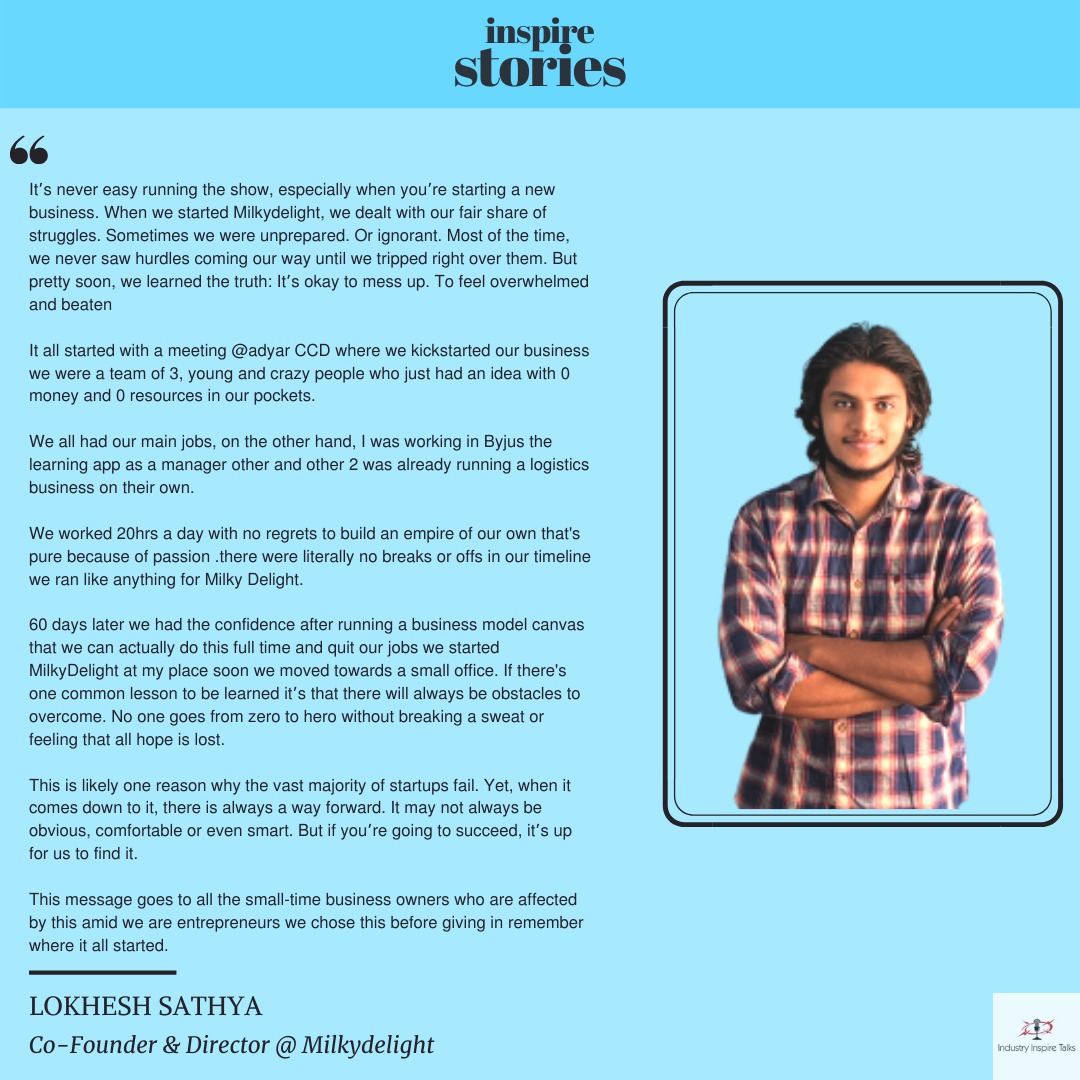 inspire
stories
“
It’s never easy running the show, especially when you’re starting a new
business. When we started Milkydelight, we dealt with our fair share of
struggles. Sometimes we were unprepared. Or ignorant. Most of the time,
we never saw hurdles coming our way until we tripped right over them. But
pretty soon, we learned the truth: It’s okay to mess up. To feel overwhelmed
and beaten
It all started with a meeting @adyar CCD where we kickstarted our business
we were a team of 3, young and crazy people who just had an idea with 0
money and 0 resources in our pockets.
We all had our main jobs, on the other hand, I was working in Byjus the
learning app as a manager other and other 2 was already running a logistics
business on their own.
We worked 20hrs a day with no regrets to build an empire of our own that's
pure because of passion .there were literally no breaks or offs in our timeline
we ran like anything for Milky Delight.
60 days later we had the confidence after running a business model canvas
that we can actually do this full time and quit our jobs we started
MilkyDelight at my place soon we moved towards a small office. If there's
one common lesson to be learned it’s that there will always be obstacles to
overcome. No one goes from zero to hero without breaking a sweat or
feeling that all hope is lost.
This is likely one reason why the vast majority of startups fail. Yet, when it
comes down to it, there is always a way forward. It may not always be
obvious, comfortable or even smart. But if you’re going to succeed, it’s up
for us to find it.
This message goes to all the small-time business owners who are affected
by this amid we are entrepreneurs we chose this before giving in remember
where it all started.
LOKHESH SATHYA
Co-Founder & Director @ Milkydelight
Industry Inspire Talks